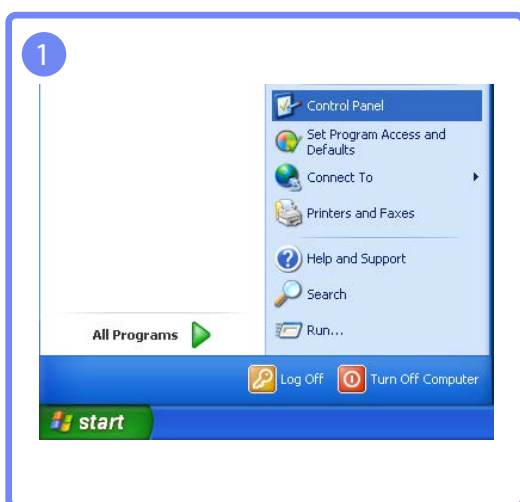 1
Control Panel
Set Program Access and
Defaults
Connect To
Printers and Faxes
Help and Support
Search
Run...
All Programs
Log Off
Turn Off Computer
start